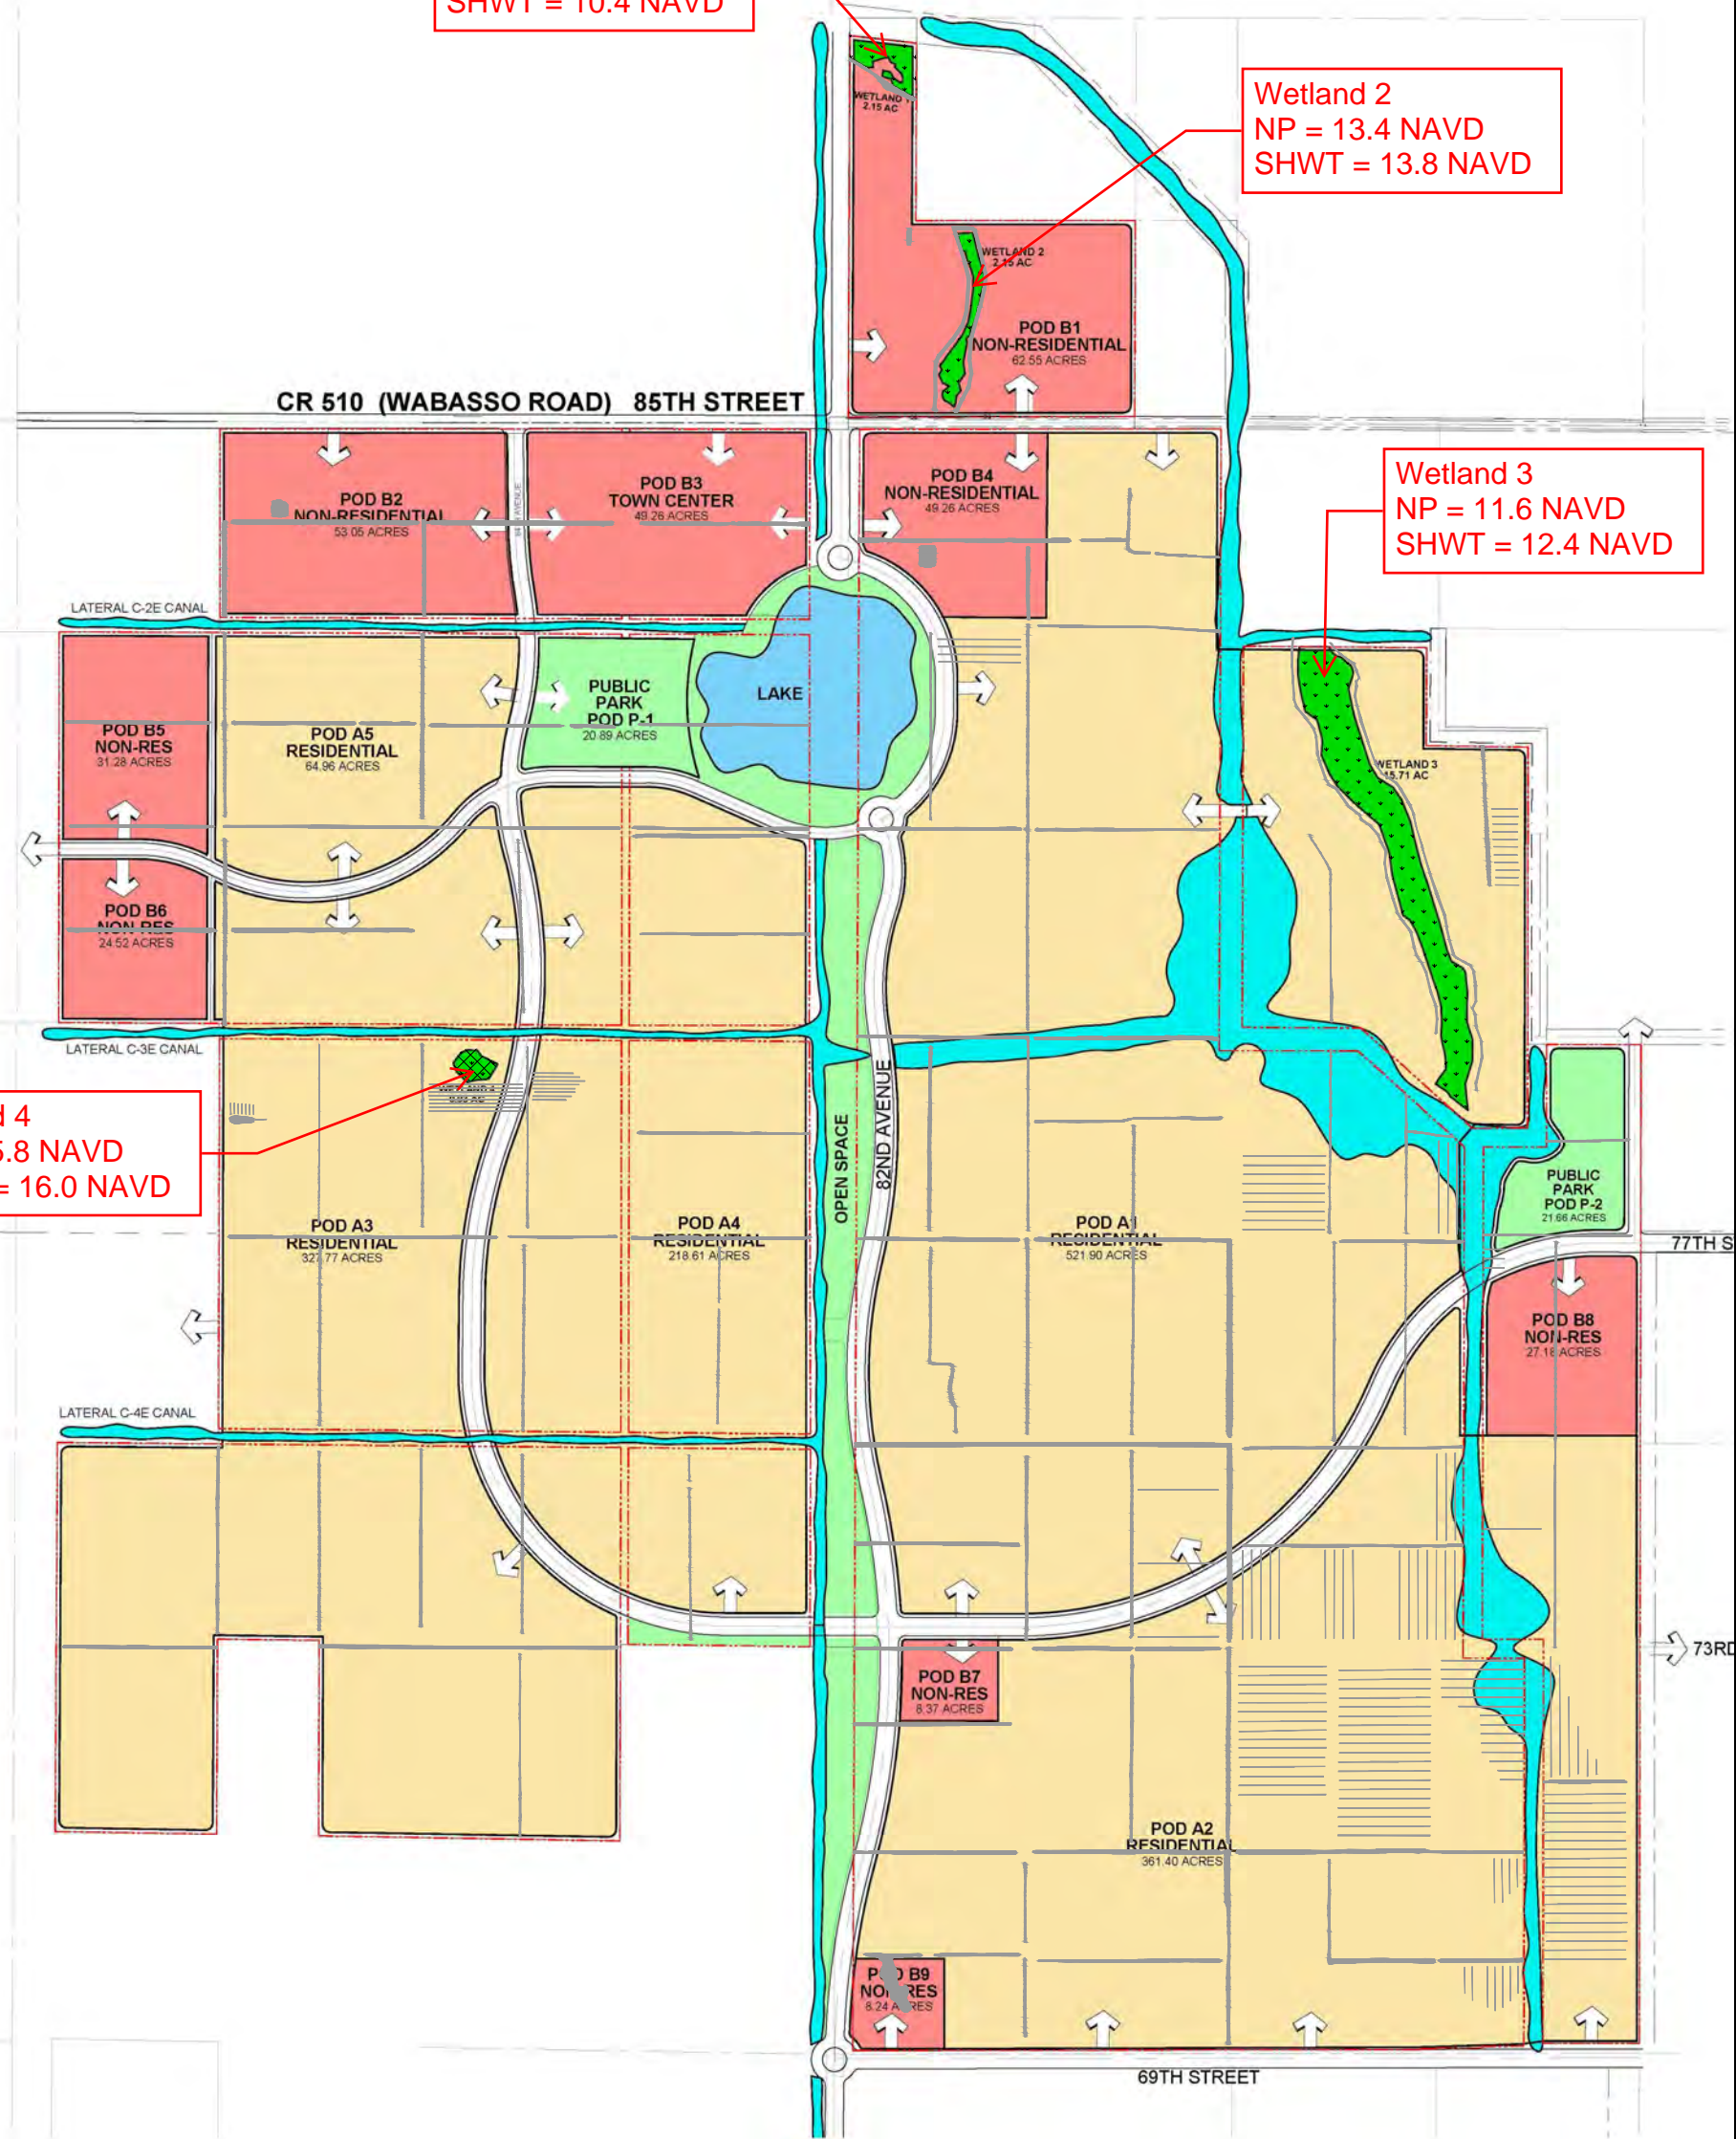 SHWT = 10.4 NAVD
WETLAND
2.15 AC
Wetland 2
NP = 13.4 NAVD
SHWT = 13.8 NAVD
WETLAND 2
2.15 AC
POD B1
NON-RESIDENTIAL
62.55 ACRES
CR 510 (WABASSO ROAD) 85TH STREET
POD B2
NON-RESIDENTIAL
53.05 ACRES
AVENUE
POD B3
TOWN CENTER
49.26 ACRES
POD B4
NON-RESIDENTIAL
49.26 ACRES
Wetland 3
NP = 11.6 NAVD
SHWT = 12.4 NAVD
LATERAL C-2E CANAL
POD B5
NON-RES
31.28 ACRES
POD A5
RESIDENTIAL
64.96 ACRES
PUBLIC
PARK
POD P-1
20.89 ACRES
LAKE
WETLAND 3
15.71 AC
POD B6
NON-RES
24.52 ACRES
LATERAL C-3E CANAL
d 4
5.8 NAVD
= 16.0 NAVD
OPEN SPACE
82ND AVENUE
POD A3
RESIDENTIAL
327.77 ACRES
POD A4
RESIDENTIAL
218.61 ACRES
POD A1
RESIDENTIAL
521.90 ACRES
PUBLIC
PARK
POD P-2
21.66 ACRES
77TH S
POD B8
NON-RES
27.18 ACRES
LATERAL C-4E CANAL
73RD
POD B7
NON-RES
8.37 ACRES
POD A2
RESIDENTIAL
361.40 ACRES
POD B9
NON-RES
8.24 ACRES
69TH STREET